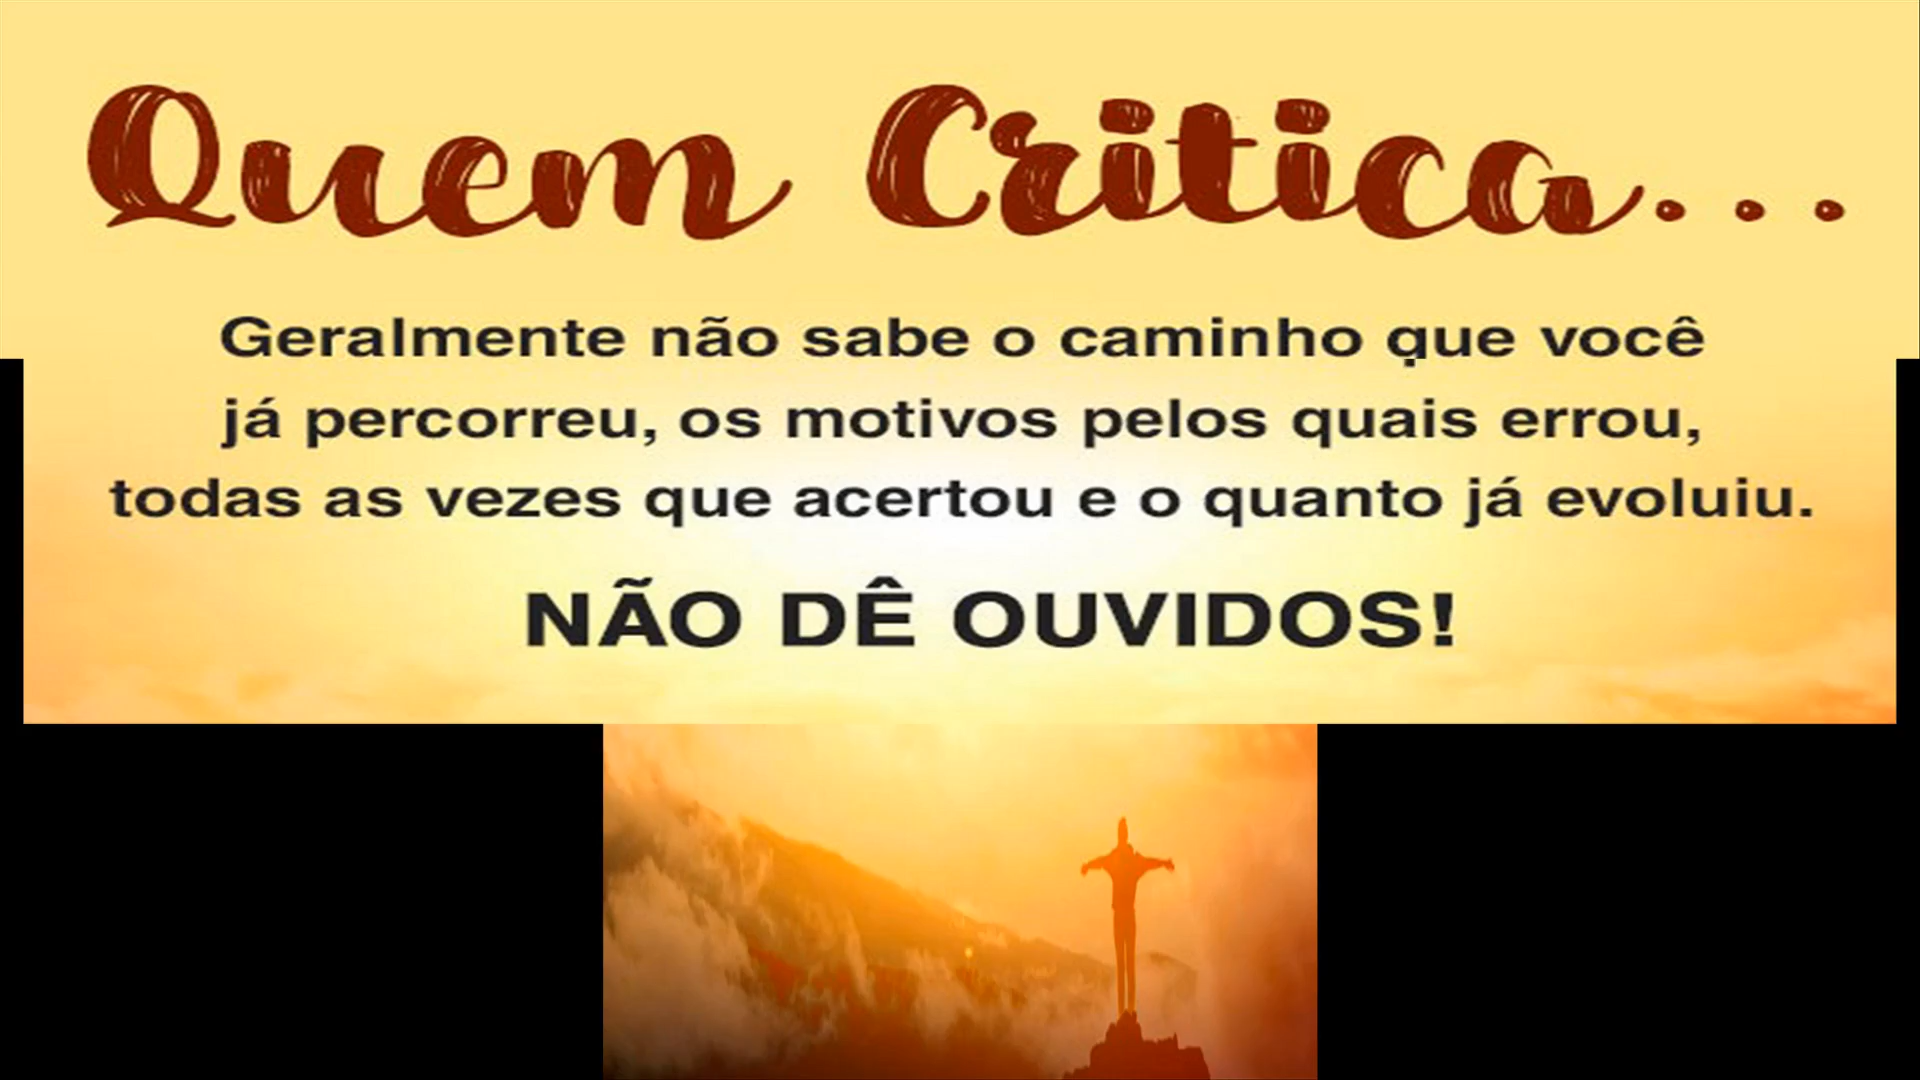 Quem Critica...
Geralmente não sabe o caminho que você
já percorreu, os motivos pelos quais errou,
todas as vezes que acertou e o quanto já evoluiu.
NÃO DÊ OUVIDOS!